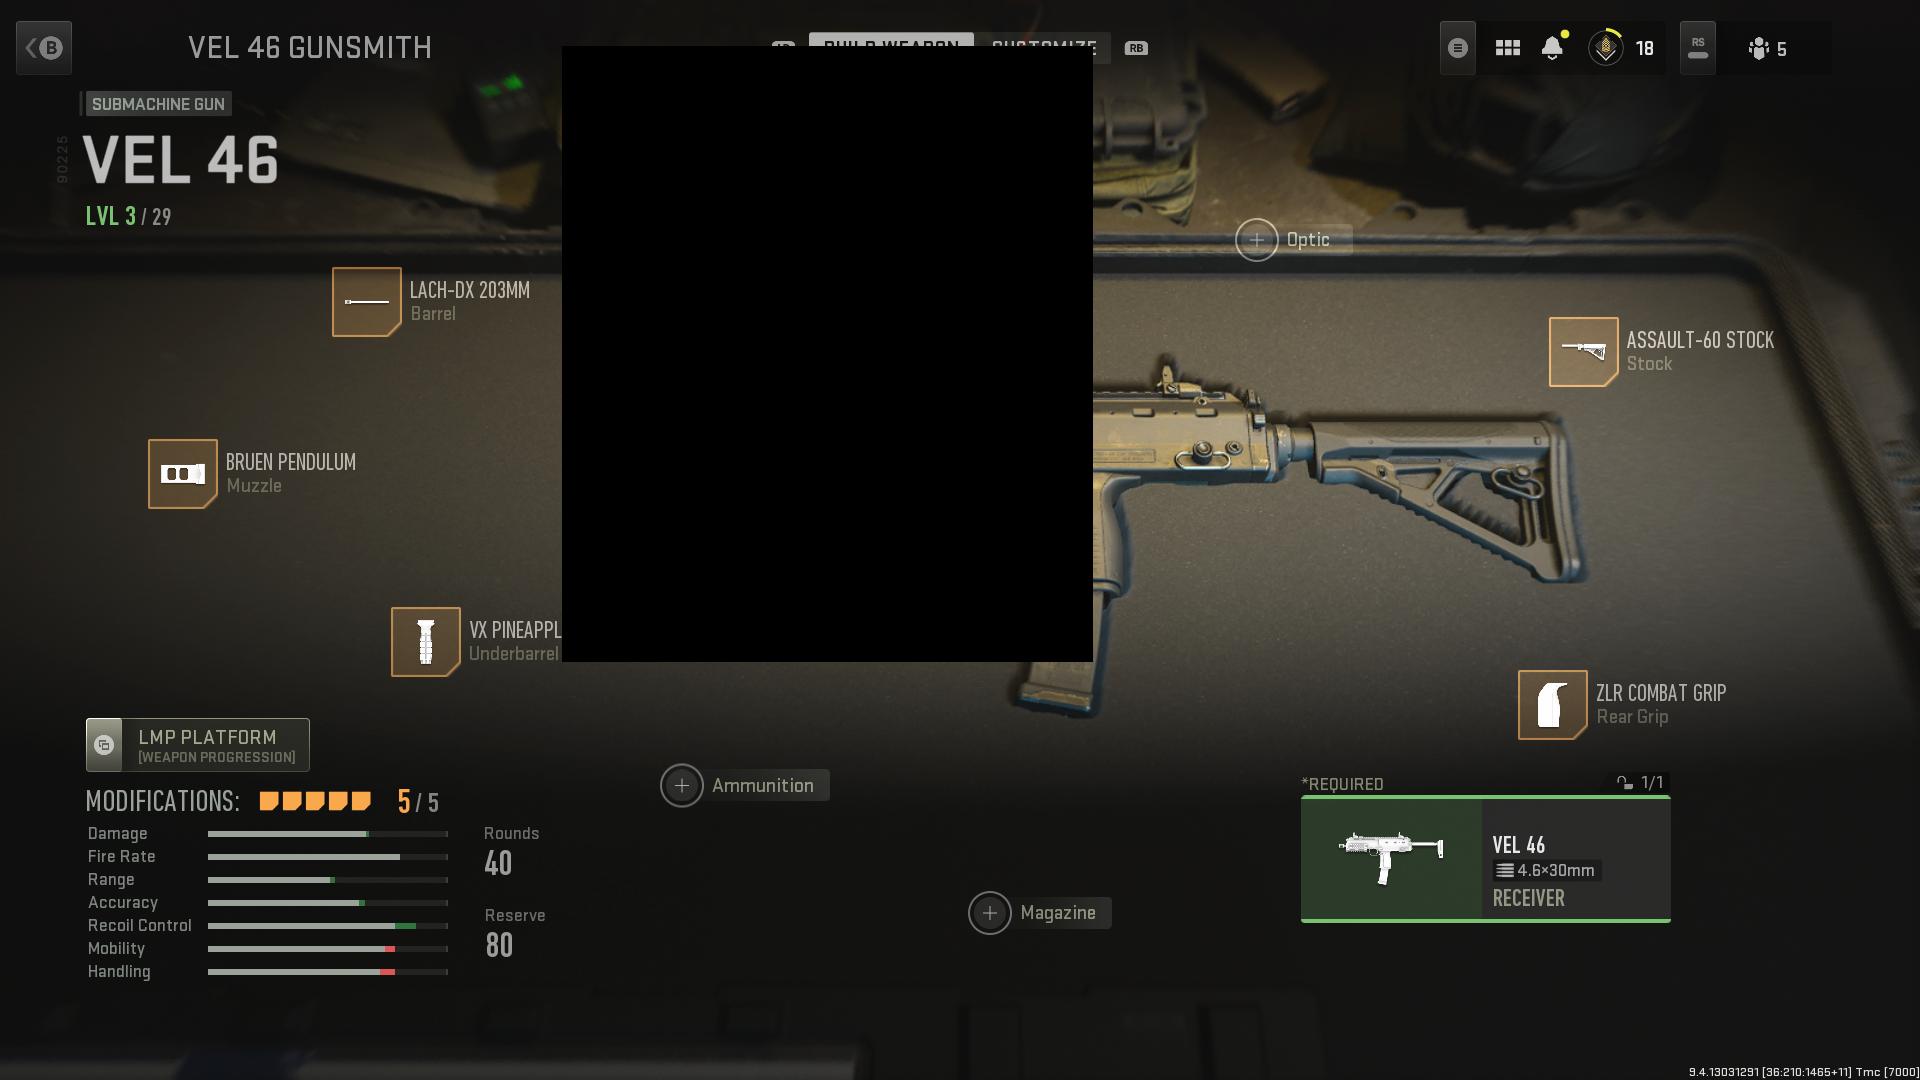 B
VEL 46 GUNSMITH
RB
18
RS
5
SUBMACHINE GUN
90225
VEL 46
LVL 3 / 29
Optic
LACH-DX 203MM
Barrel
ASSAULT-60 STOCK
Stock
BRUEN PENDULUM
Muzzle
VX PINEAPPL
Underbarrel
ZLR COMBAT GRIP
Rear Grip
LMP PLATFORM
[WEAPON PROGRESSION]
Ammunition
*REQUIRED
1/1
MODIFICATIONS: 5 / 5
Damage
Fire Rate
Range
Accuracy
Recoil Control
Mobility
Handling
Rounds
40
Reserve
80
Magazine
VEL 46
4.6×30mm
RECEIVER
9.4.13031291 [36:210:1465+11] Tmc [7000]